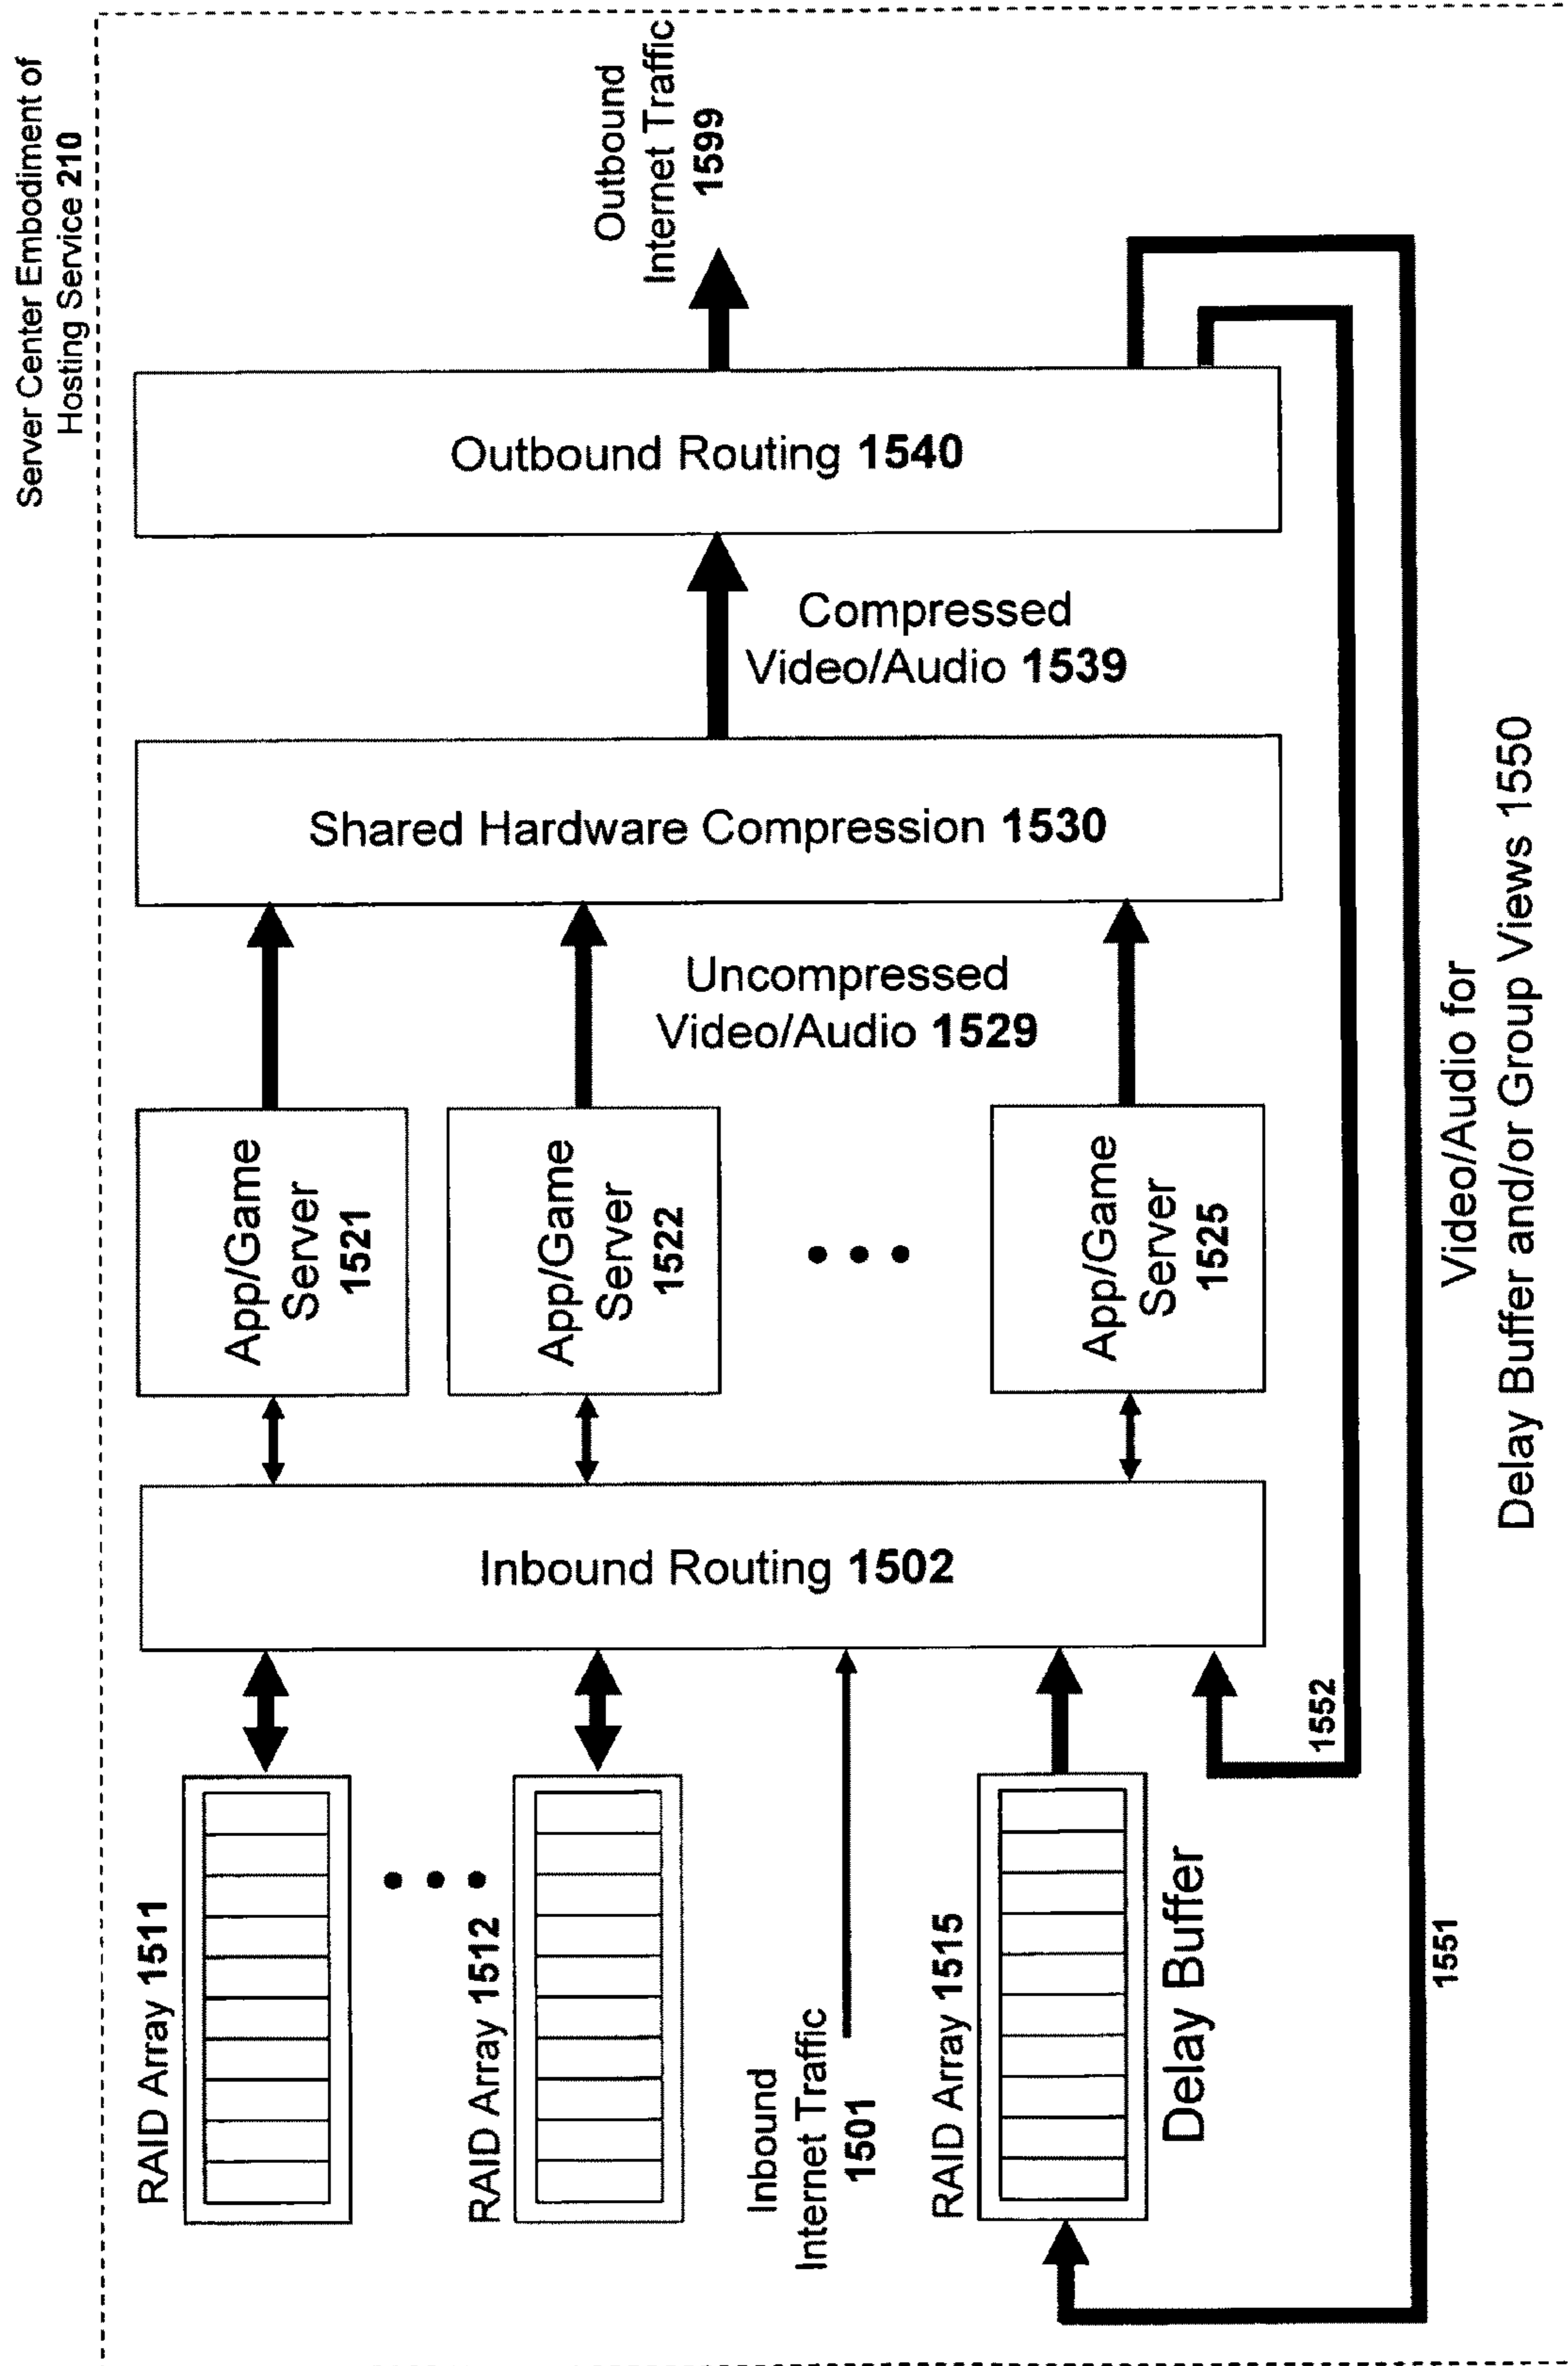 Server Center Embodiment of
Hosting Service 210
RAID Array 1511
RAID Array 1512
Inbound
Internet Traffic
1501
RAID Array 1515
Delay Buffer
Inbound Routing 1502
App/Game
Server
1521
App/Game
Server
1522
App/Game
Server
1525
Uncompressed
Video/Audio 1529
Shared Hardware Compression 1530
Compressed
Video/Audio 1539
Outbound Routing 1540
Outbound
Internet Traffic
1599
1552
1551
Video/Audio for
Delay Buffer and/or Group Views 1550